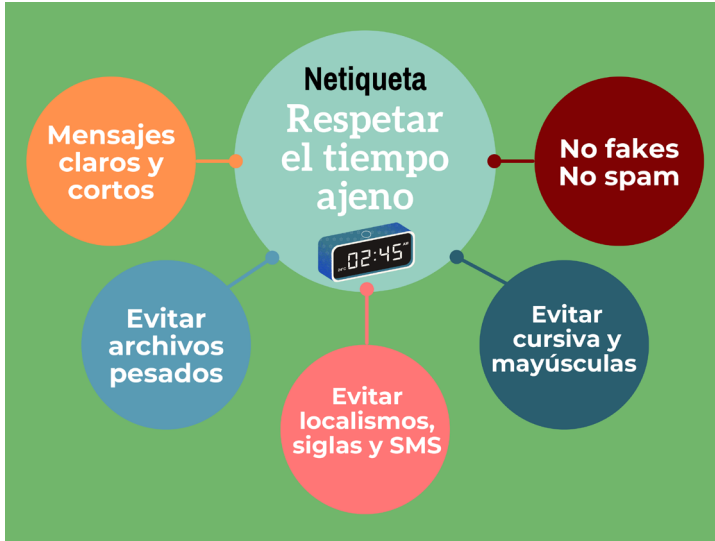 Netiqueta
Respetar
el tiempo
ajeno
02:45
Mensajes
claros y
cortos
Evitar
archivos
pesados
Evitar
localismos,
siglas y SMS
Evitar
cursiva y
mayúsculas
No fakes
No spam